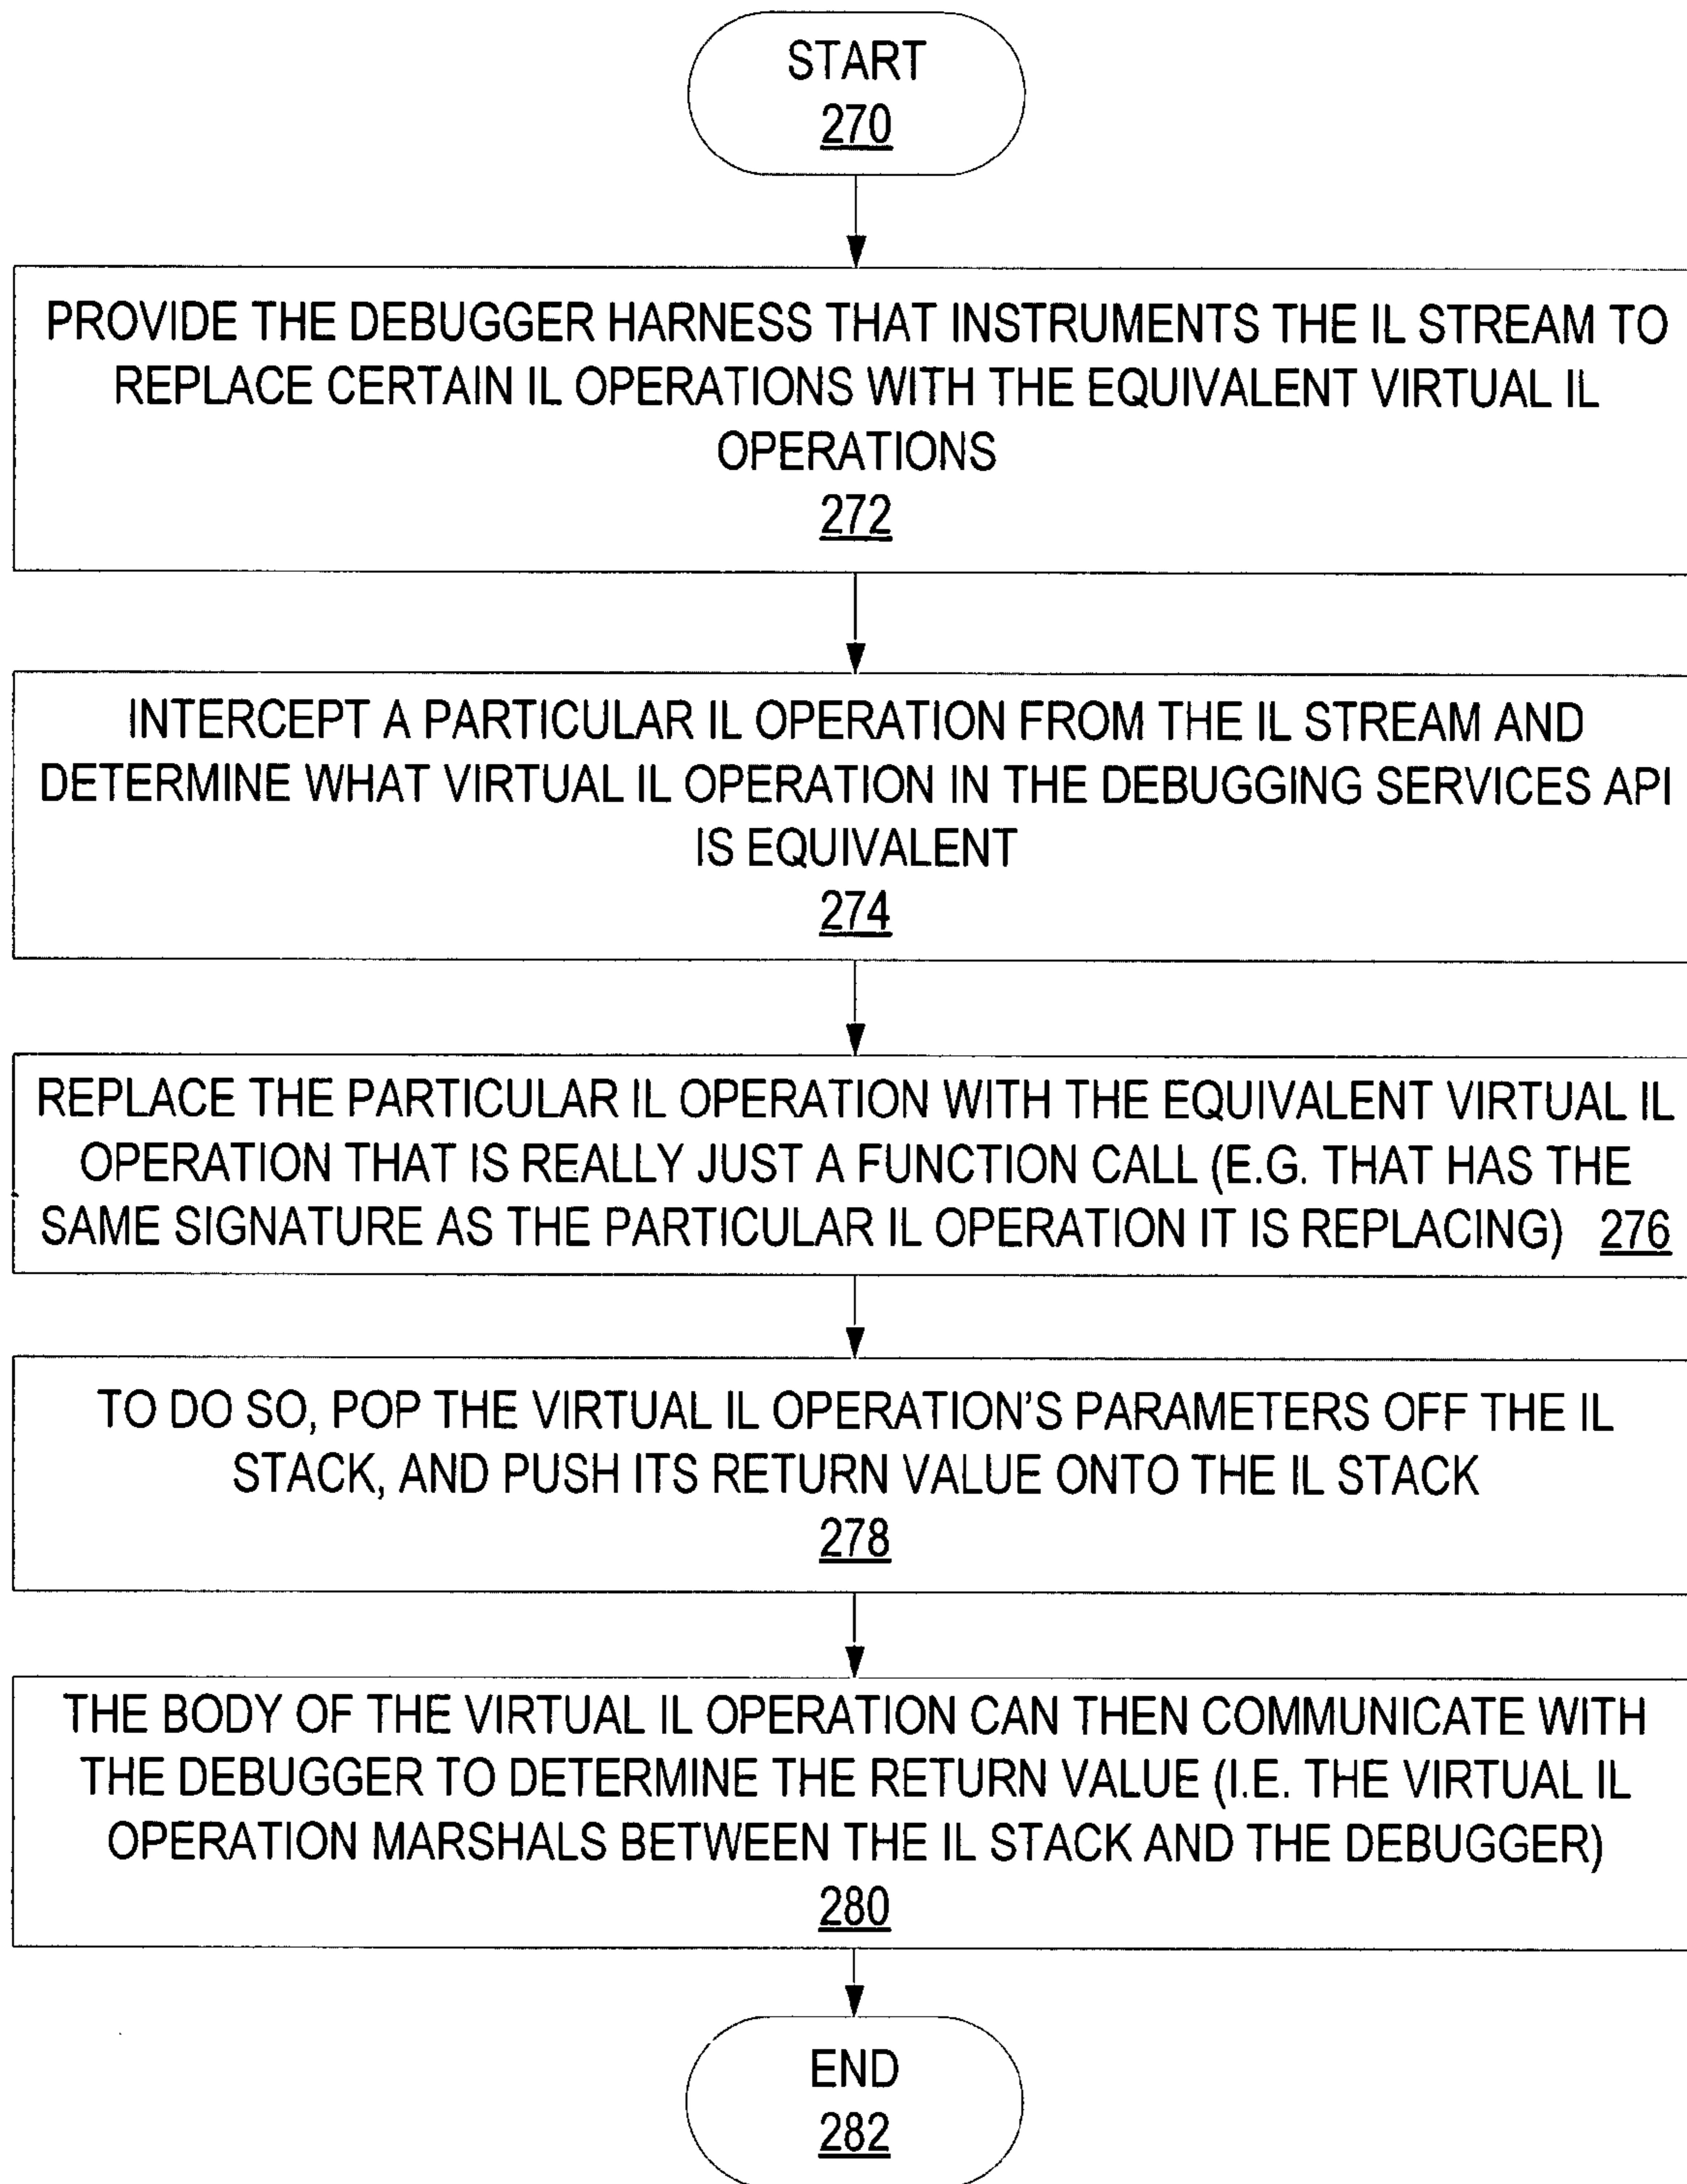 START
270
PROVIDE THE DEBUGGER HARNESS THAT INSTRUMENTS THE IL STREAM TO
REPLACE CERTAIN IL OPERATIONS WITH THE EQUIVALENT VIRTUAL IL
OPERATIONS
272
INTERCEPT A PARTICULAR IL OPERATION FROM THE IL STREAM AND
DETERMINE WHAT VIRTUAL IL OPERATION IN THE DEBUGGING SERVICES API
IS EQUIVALENT
274
REPLACE THE PARTICULAR IL OPERATION WITH THE EQUIVALENT VIRTUAL IL
OPERATION THAT IS REALLY JUST A FUNCTION CALL (E.G. THAT HAS THE
SAME SIGNATURE AS THE PARTICULAR IL OPERATION IT IS REPLACING) 276
TO DO SO, POP THE VIRTUAL IL OPERATION'S PARAMETERS OFF THE IL
STACK, AND PUSH ITS RETURN VALUE ONTO THE IL STACK
278
THE BODY OF THE VIRTUAL IL OPERATION CAN THEN COMMUNICATE WITH
THE DEBUGGER TO DETERMINE THE RETURN VALUE (I.E. THE VIRTUAL IL
OPERATION MARSHALS BETWEEN THE IL STACK AND THE DEBUGGER)
280
END
282